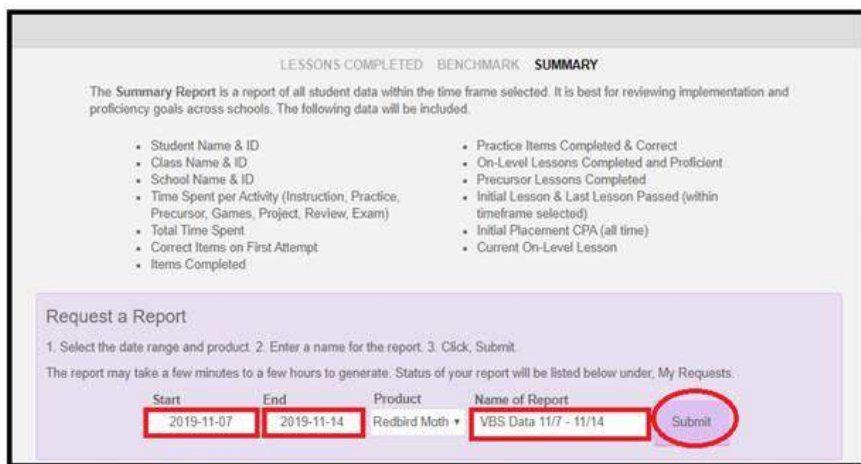 LESSONS COMPLETED BENCHMARK SUMMARY
The Summary Report is a report of all student data within the time frame selected. It is best for reviewing implementation and
proficiency goals across schools. The following data will be included.
• Student Name & ID
• Class Name & ID
• School Name & ID
• Time Spent per Activity (Instruction, Practice,
Precursor, Games, Project, Review, Exam)
• Total Time Spent
• Correct Items on First Attempt
• Items Completed
• Practice Items Completed & Correct
• On-Level Lessons Completed and Proficient
• Precursor Lessons Completed
• Initial Lesson & Last Lesson Passed (within
timeframe selected)
• Initial Placement CPA (all time)
• Current On-Level Lesson
Request a Report
1. Select the date range and product. 2. Enter a name for the report. 3. Click, Submit.
The report may take a few minutes to a few hours to generate. Status of your report will be listed below under, My Requests.
Start End Product Name of Report
2019-11-07 2019-11-14 Redbird Math ▾ VBS Data 11/7 - 11/14 Submit